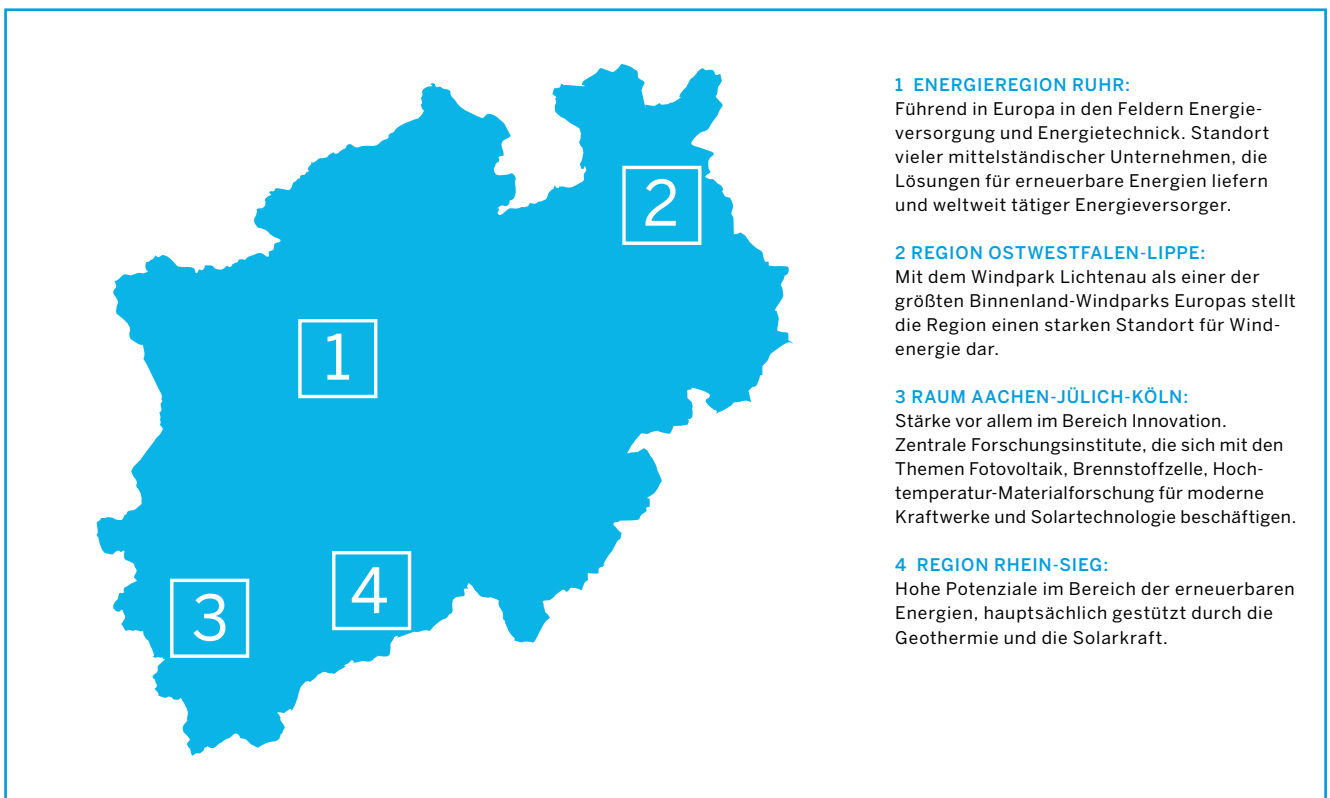 1 ENERGIEREGION RUHR:
Führend in Europa in den Feldern Energie-
versorgung und Energietechnick. Standort
vieler mittelständischer Unternehmen, die
Lösungen für erneuerbare Energien liefern
und weltweit tätiger Energieversorger.
2 REGION OSTWESTFALEN-LIPPE:
Mit dem Windpark Lichtenau als einer der
größten Binnenland-Windparks Europas stellt
die Region einen starken Standort für Wind-
energie dar.
3 RAUM AACHEN-JÜLICH-KÖLN:
Stärke vor allem im Bereich Innovation.
Zentrale Forschungsinstitute, die sich mit den
Themen Fotovoltaik, Brennstoffzelle, Hoch-
temperatur-Materialforschung für moderne
Kraftwerke und Solartechnologie beschäftigen.
4 REGION RHEIN-SIEG:
Hohe Potenziale im Bereich der erneuerbaren
Energien, hauptsächlich gestützt durch die
Geothermie und die Solarkraft.
2
1
4
3